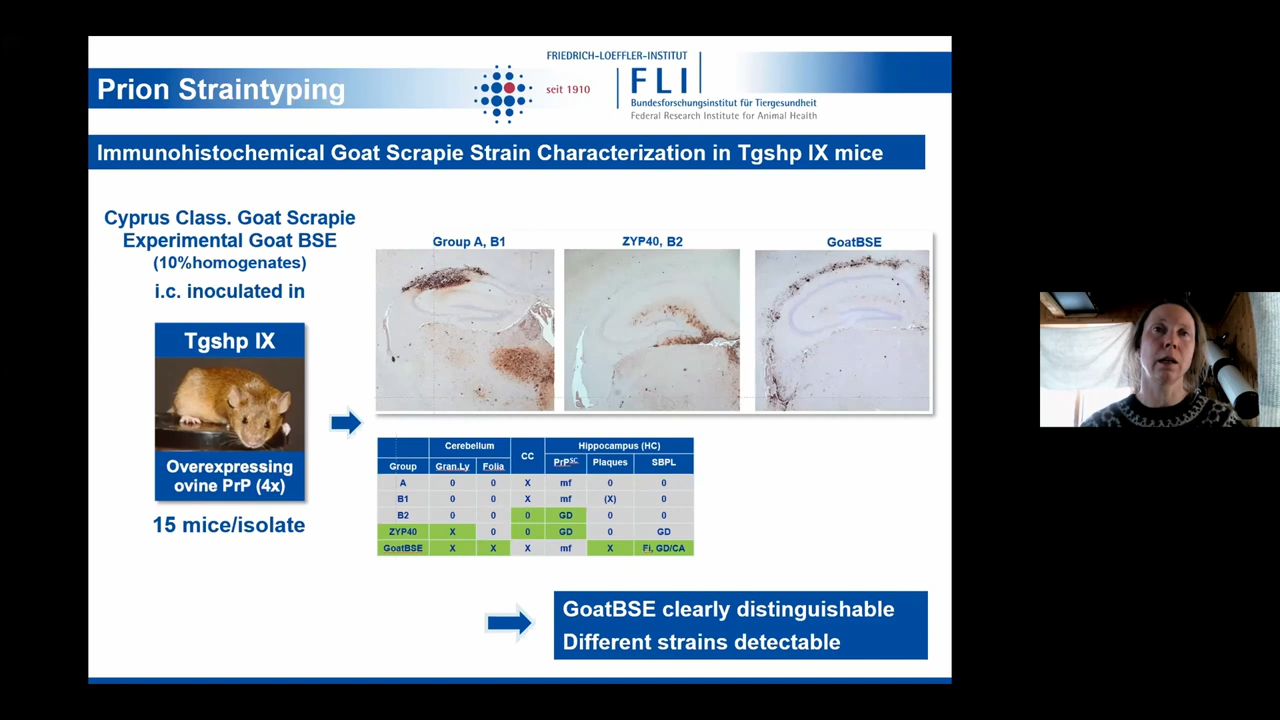 FRIEDRICH-LOEFFLER-INSTITUT
Prion Straintyping
seit 1910
FLI
Bundesforschungsinstitut für Tiergesundheit
Federal Research Institute for Animal Health
Immunohistochemical Goat Scrapie Strain Characterization in Tgshp IX mice
Cyprus Class. Goat Scrapie
Experimental Goat BSE
(10%homogenates)
i.c. inoculated in
Tgshp IX
Overexpressing
ovine PrP (4x)
15 mice/isolate
Group A, B1
ZYP40, B2
GoatBSE
Cerebellum CC Hippocampus (HC)
Group Gran.Ly Folia PrPSC Plaques SBPL
A 0 0 X mf 0 0
B1 0 0 X mf (X) 0
B2 0 0 0 GD 0 0
ZYP40 X 0 0 GD 0 GD
GoatBSE X X X mf X Fi, GD/CA
GoatBSE clearly distinguishable
Different strains detectable